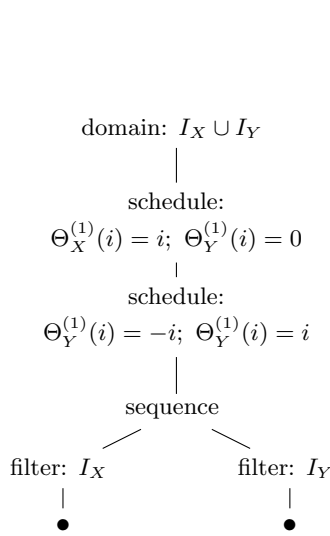 domain: I_X ∪ I_Y
schedule:
Θ_X^{(1)}(i) = i; Θ_Y^{(1)}(i) = 0
schedule:
Θ_Y^{(1)}(i) = −i; Θ_Y^{(1)}(i) = i
sequence
filter: I_X filter: I_Y